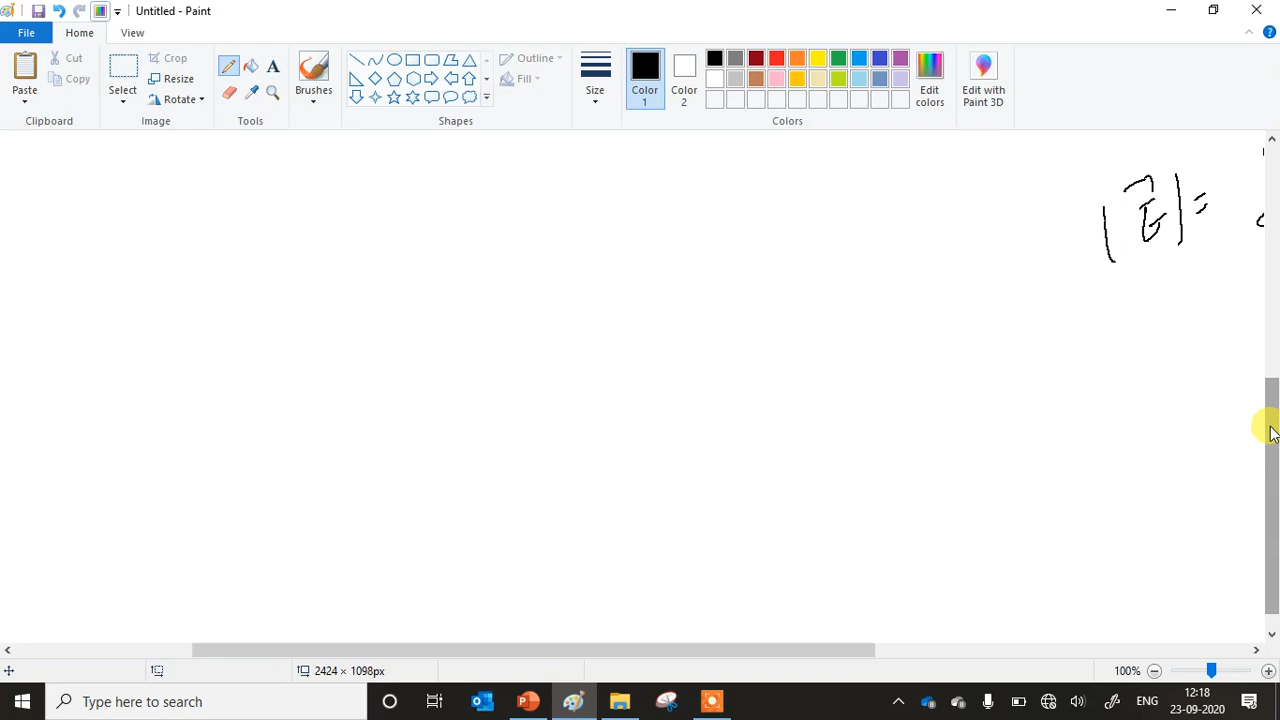 Untitled - Paint
File
Home
View
Paste
Cut
Copy
Clipboard
Select
Crop
Resize
Rotate
Image
A
Tools
Brushes
Outline
Fill
Shapes
Size
Color
1
Color
2
Edit
colors
Edit with
Paint 3D
Colors
|E⃗| =
2424 × 1098px
100%
Type here to search
ENG
12:18
23-09-2020